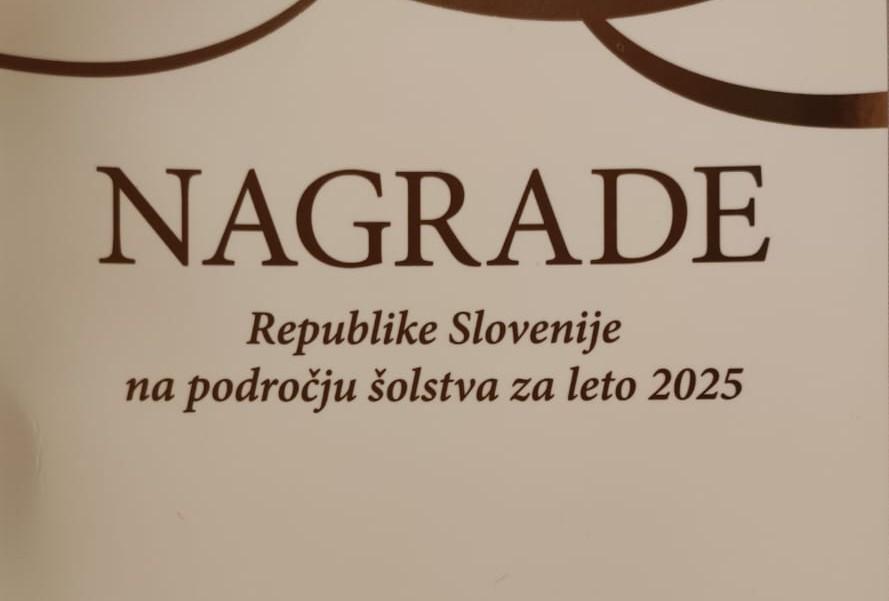 NAGRADE
Republike Slovenije
na področju šolstva za leto 2025